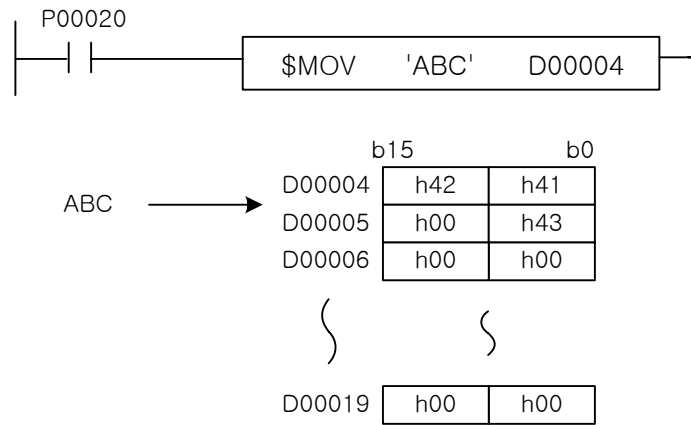 P00020
$MOV 'ABC' D00004
b15 b0
D00004 h42 h41
ABC
D00005 h00 h43
D00006 h00 h00
D00019 h00 h00